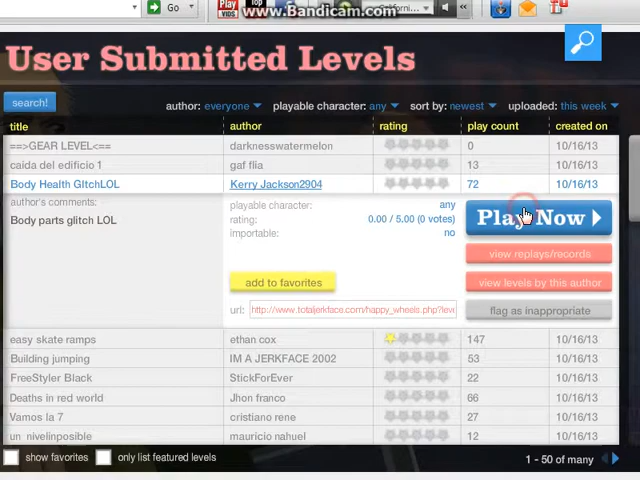 Go
Play VIDS
Top
www.Bandicam.com
User Submitted Levels
search!
author: everyone playable character: any sort by: newest uploaded: this week
title author rating play count created on
==>GEAR LEVEL<== darknesswatermelon 0 10/16/13
caida del edificio 1 gaf flia 13 10/16/13
Body Health GltchLOL Kerry Jackson2904 72 10/16/13
author's comments:
Body parts glitch LOL
playable character: any
rating: 0.00 / 5.00 (0 votes)
importable: no
Play Now
view replays/records
add to favorites
view levels by this author
url: http://www.totaljerkface.com/happy_wheels.php?leve
flag as inappropriate
easy skate ramps ethan cox 147 10/16/13
Building jumping IM A JERKFACE 2002 53 10/16/13
FreeStyler Black StickForEver 22 10/16/13
Deaths in red world Jhon franco 66 10/16/13
Vamos la 7 cristiano rene 27 10/16/13
un nivelinposible mauricio nahuel 12 10/16/13
show favorites only list featured levels 1 - 50 of many